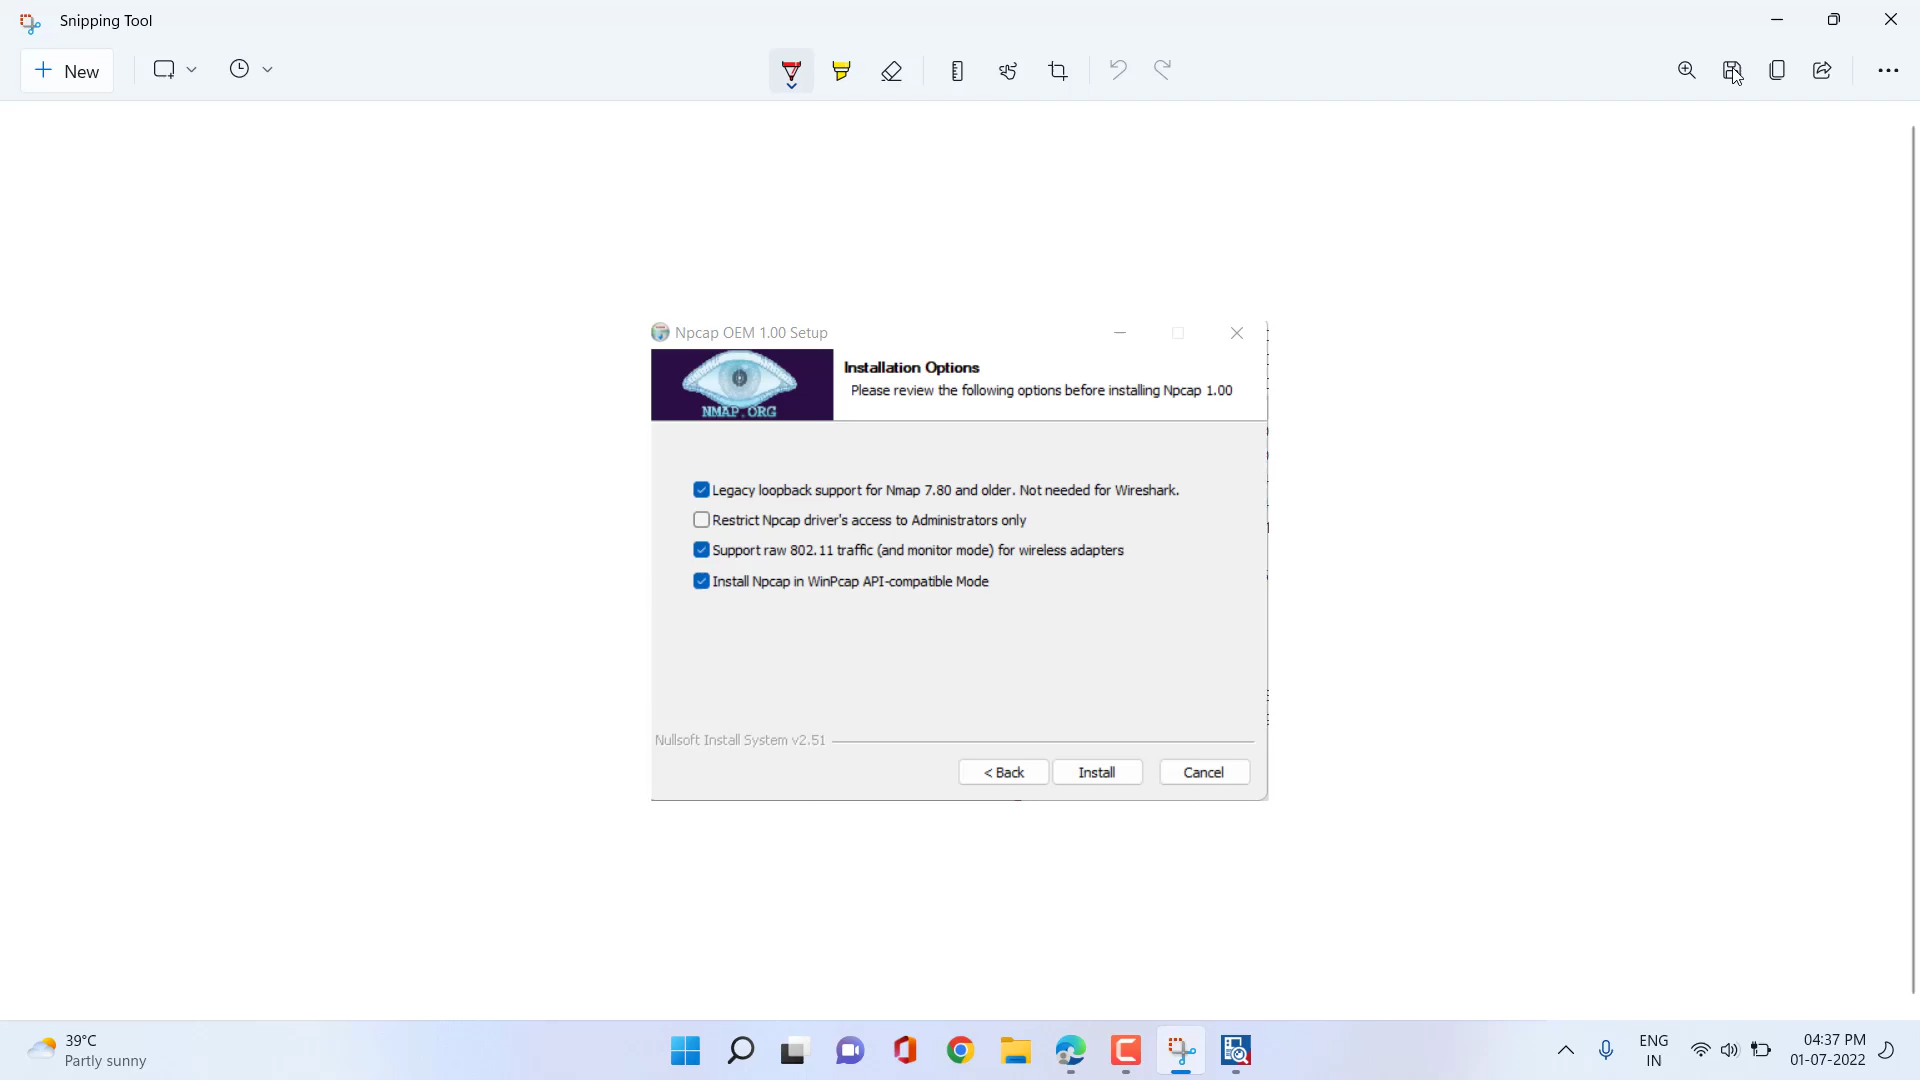 Snipping Tool
New
Npcap OEM 1.00 Setup
NMAP.ORG
Installation Options
Please review the following options before installing Npcap 1.00
Legacy loopback support for Nmap 7.80 and older. Not needed for Wireshark.
Restrict Npcap driver's access to Administrators only
Support raw 802.11 traffic (and monitor mode) for wireless adapters
Install Npcap in WinPcap API-compatible Mode
Nullsoft Install System v2.51
< Back
Install
Cancel
39°C
Partly sunny
ENG
IN
04:37 PM
01-07-2022